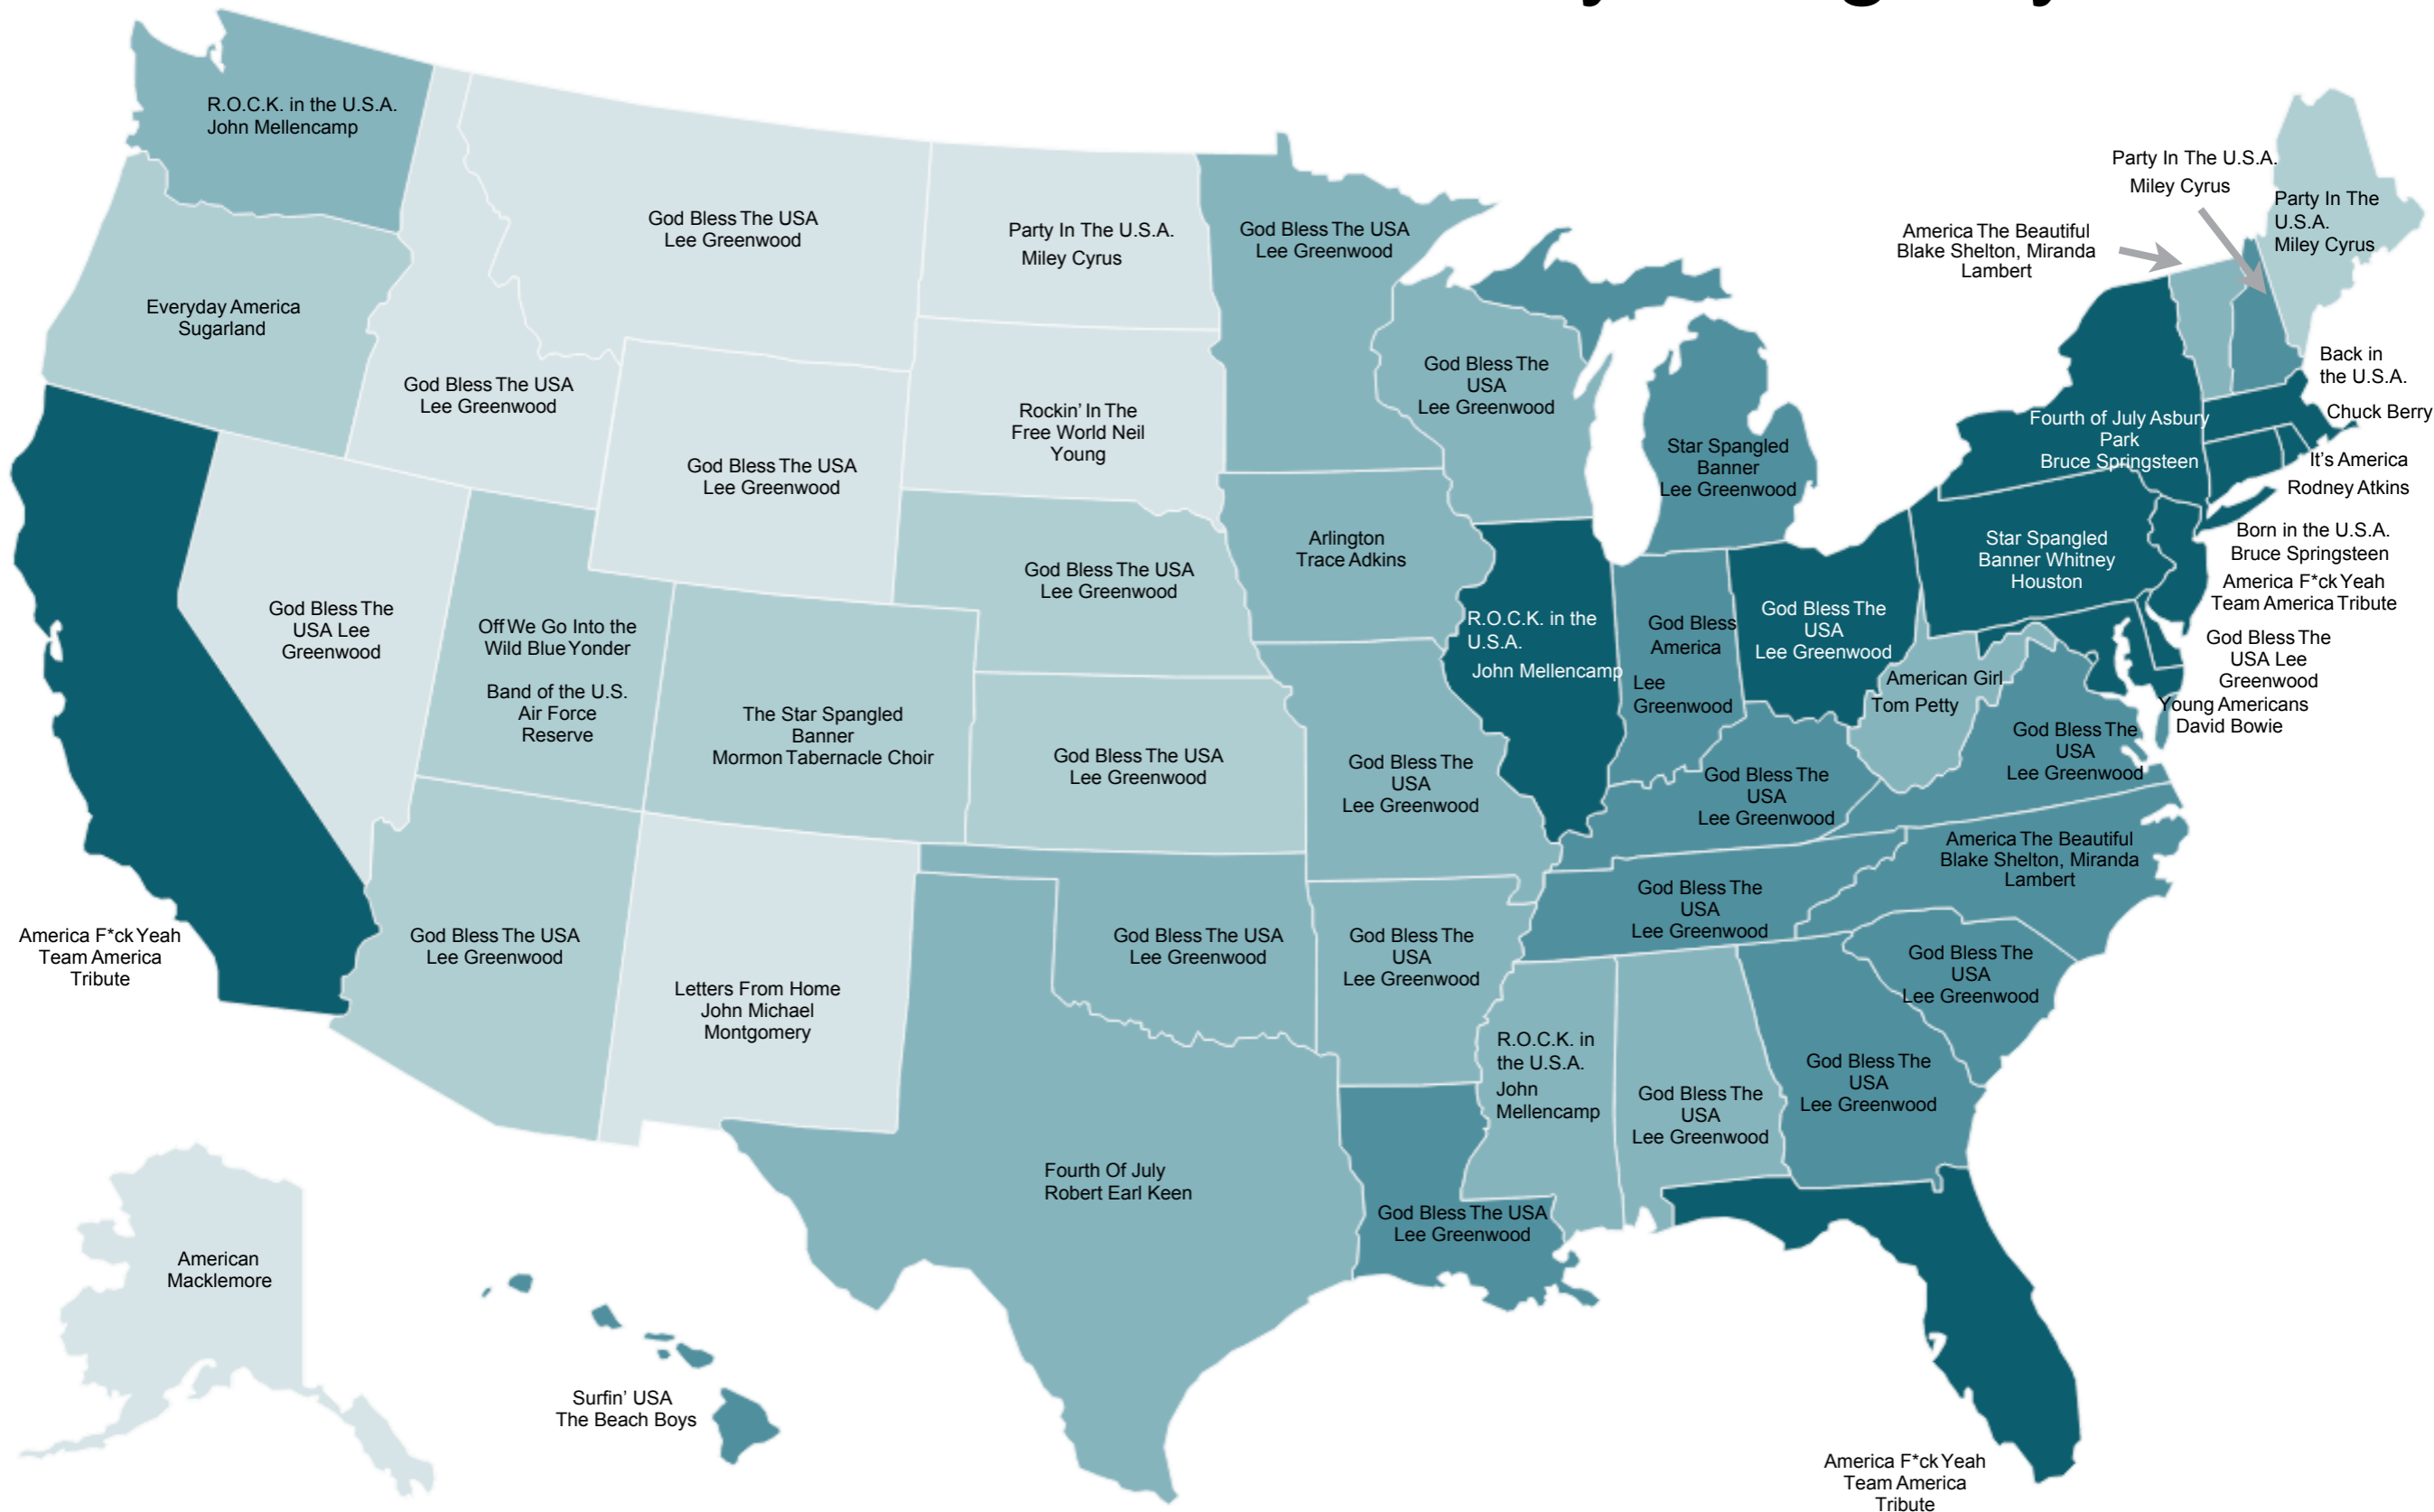 R.O.C.K. in the U.S.A.
John Mellencamp
Everyday America
Sugarland
God Bless The USA
Lee Greenwood
God Bless The USA
Lee Greenwood
God Bless The USA
Lee Greenwood
God Bless The
USA Lee
Greenwood
Off We Go Into the
Wild Blue Yonder
Band of the U.S.
Air Force
Reserve
The Star Spangled
Banner
Mormon Tabernacle Choir
America F*ck Yeah
Team America
Tribute
God Bless The USA
Lee Greenwood
Letters From Home
John Michael
Montgomery
American
Macklemore
Surfin’ USA
The Beach Boys
Party In The U.S.A.
Miley Cyrus
Rockin’ In The
Free World Neil
Young
God Bless The USA
Lee Greenwood
God Bless The USA
Lee Greenwood
God Bless The USA
Lee Greenwood
Fourth Of July
Robert Earl Keen
God Bless The USA
Lee Greenwood
God Bless The
USA
Lee Greenwood
Arlington
Trace Adkins
God Bless The
USA
Lee Greenwood
God Bless The
USA
Lee Greenwood
God Bless The USA
Lee Greenwood
Star Spangled
Banner
Lee Greenwood
R.O.C.K. in the
U.S.A.
John Mellencamp
God Bless
America
Lee
Greenwood
God Bless The
USA
Lee Greenwood
God Bless The
USA
Lee Greenwood
God Bless The
USA
Lee Greenwood
R.O.C.K. in
the U.S.A.
John
Mellencamp
God Bless The
USA
Lee Greenwood
God Bless The
USA
Lee Greenwood
God Bless The
USA
Lee Greenwood
America The Beautiful
Blake Shelton, Miranda
Lambert
God Bless The
USA
Lee Greenwood
American Girl
Tom Petty
Star Spangled
Banner Whitney
Houston
Fourth of July Asbury
Park
Bruce Springsteen
America The Beautiful
Blake Shelton, Miranda
Lambert
Party In The U.S.A.
Miley Cyrus
Party In The
U.S.A.
Miley Cyrus
Back in
the U.S.A.
Chuck Berry
It’s America
Rodney Atkins
Born in the U.S.A.
Bruce Springsteen
America F*ck Yeah
Team America Tribute
God Bless The
USA Lee
Greenwood
Young Americans
David Bowie
America F*ck Yeah
Team America
Tribute